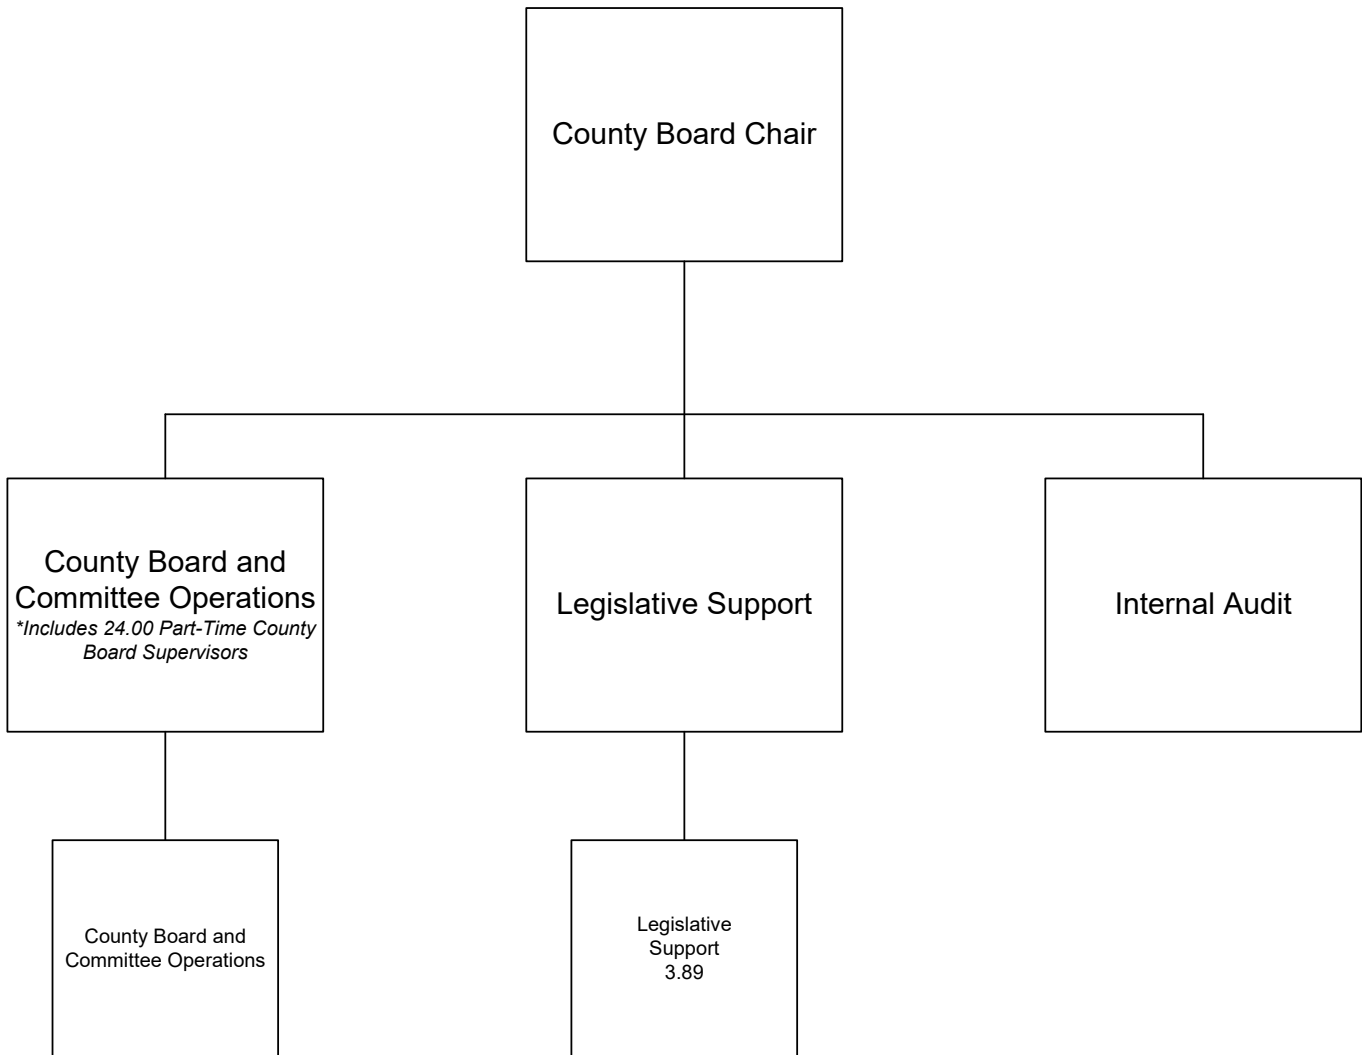 County Board Chair
County Board and
Committee Operations
*Includes 24.00 Part-Time County
Board Supervisors
Legislative Support
Internal Audit
County Board and
Committee Operations
Legislative
Support
3.89